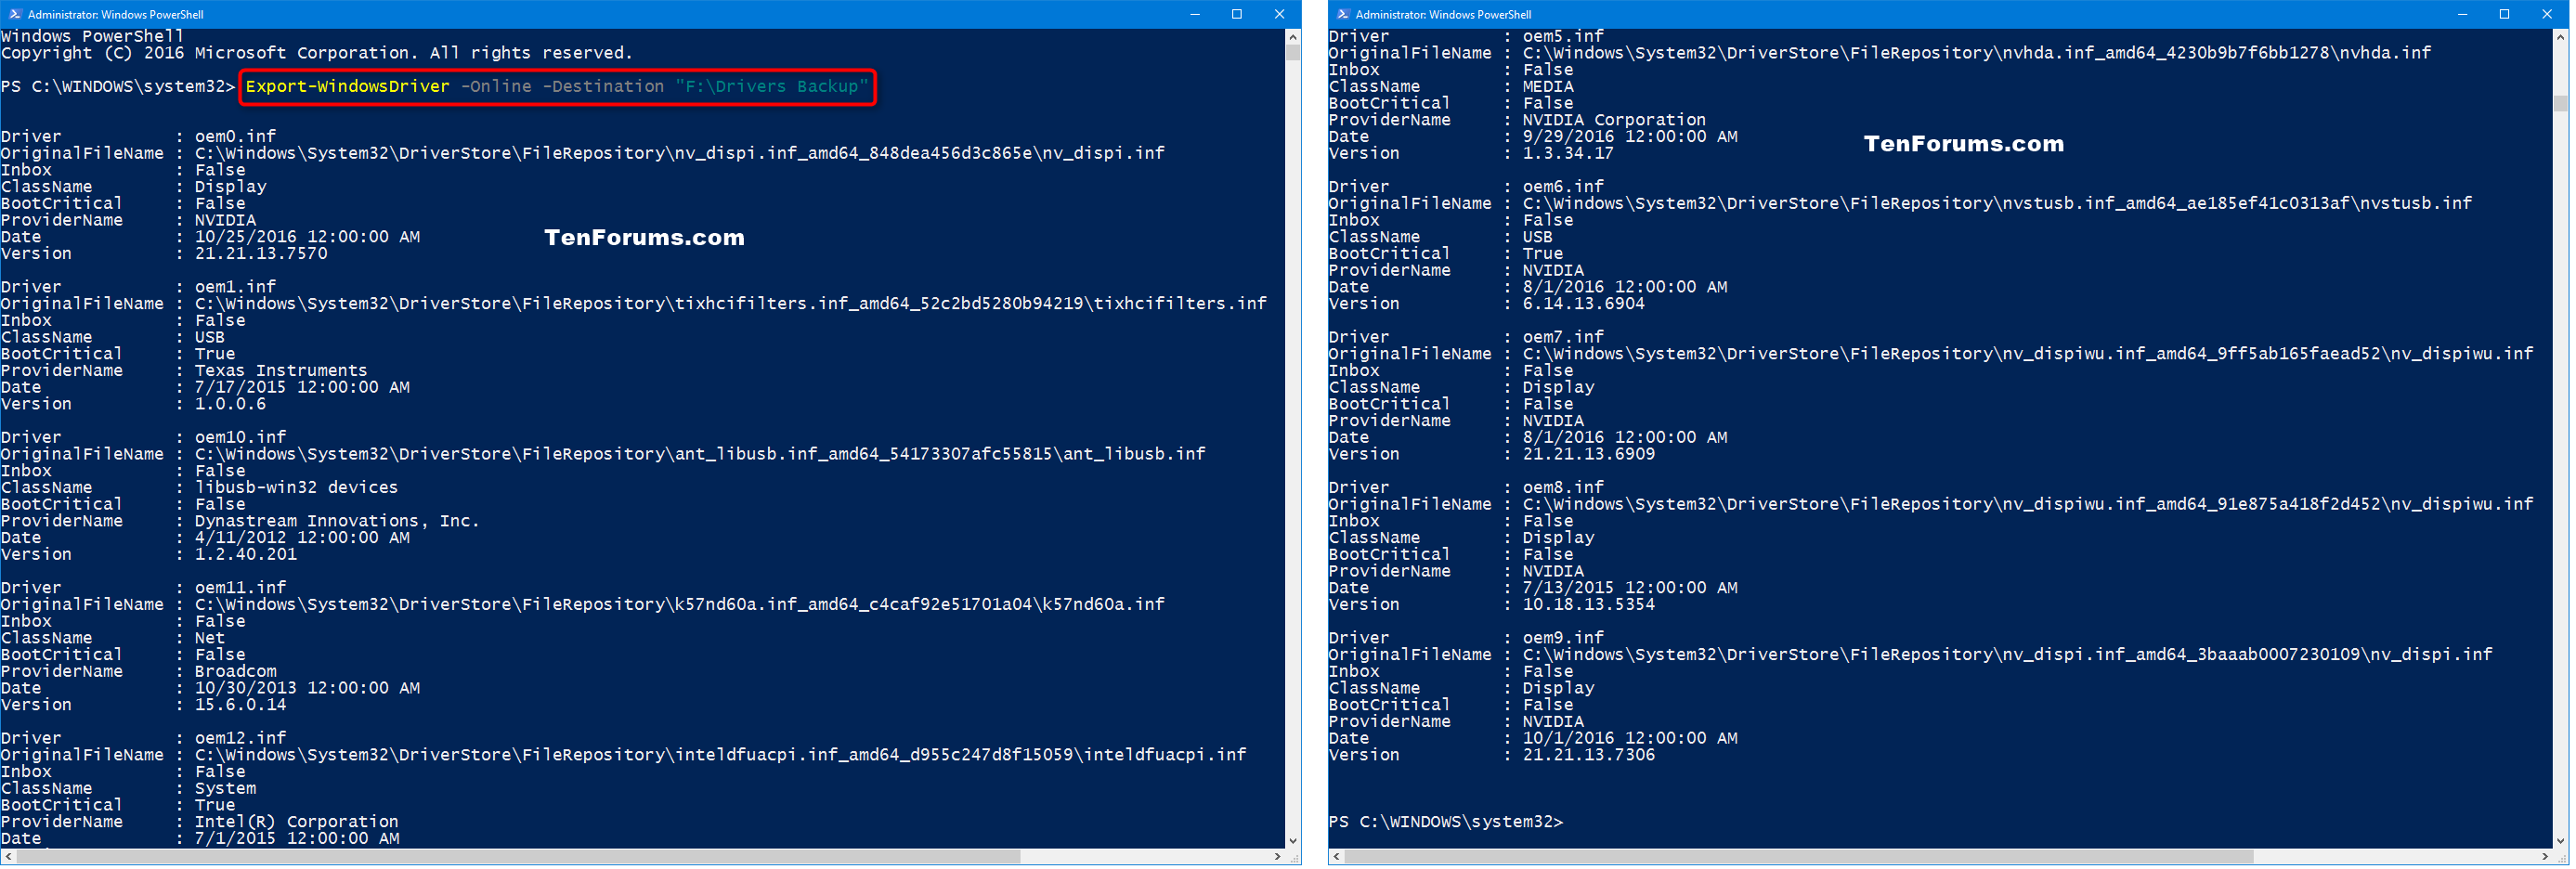 Administrator: Windows PowerShell
Windows PowerShell
Copyright (C) 2016 Microsoft Corporation. All rights reserved.
PS C:\WINDOWS\system32> Export-WindowsDriver -Online -Destination "F:\Drivers Backup"
Driver : oem0.inf
OriginalFileName : C:\Windows\System32\DriverStore\FileRepository\nv_dispi.inf_amd64_848dea456d3c865e\nv_dispi.inf
Inbox : False
ClassName : Display
BootCritical : False
ProviderName : NVIDIA
Date : 10/25/2016 12:00:00 AM
Version : 21.21.13.7570
TenForums.com
Driver : oem1.inf
OriginalFileName : C:\Windows\System32\DriverStore\FileRepository\tixhcifilters.inf_amd64_52c2bd5280b94219\tixhcifilters.inf
Inbox : False
ClassName : USB
BootCritical : True
ProviderName : Texas Instruments
Date : 7/17/2015 12:00:00 AM
Version : 1.0.0.6
Driver : oem10.inf
OriginalFileName : C:\Windows\System32\DriverStore\FileRepository\ant_libusb.inf_amd64_54173307afc55815\ant_libusb.inf
Inbox : False
ClassName : libusb-win32 devices
BootCritical : False
ProviderName : Dynastream Innovations, Inc.
Date : 4/11/2012 12:00:00 AM
Version : 1.2.40.201
Driver : oem11.inf
OriginalFileName : C:\Windows\System32\DriverStore\FileRepository\k57nd60a.inf_amd64_c4caf92e51701a04\k57nd60a.inf
Inbox : False
ClassName : Net
BootCritical : False
ProviderName : Broadcom
Date : 10/30/2013 12:00:00 AM
Version : 15.6.0.14
Driver : oem12.inf
OriginalFileName : C:\Windows\System32\DriverStore\FileRepository\inteldfuacpi.inf_amd64_d955c247d8f15059\inteldfuacpi.inf
Inbox : False
ClassName : System
BootCritical : True
ProviderName : Intel(R) Corporation
Date : 7/1/2015 12:00:00 AM
Administrator: Windows PowerShell
Driver : oem5.inf
OriginalFileName : C:\Windows\System32\DriverStore\FileRepository\nvhda.inf_amd64_4230b9b7f6bb1278\nvhda.inf
Inbox : False
ClassName : MEDIA
BootCritical : False
ProviderName : NVIDIA Corporation
Date : 9/29/2016 12:00:00 AM
Version : 1.3.34.17
TenForums.com
Driver : oem6.inf
OriginalFileName : C:\Windows\System32\DriverStore\FileRepository\nvstusb.inf_amd64_ae185ef41c0313af\nvstusb.inf
Inbox : False
ClassName : USB
BootCritical : True
ProviderName : NVIDIA
Date : 8/1/2016 12:00:00 AM
Version : 6.14.13.6904
Driver : oem7.inf
OriginalFileName : C:\Windows\System32\DriverStore\FileRepository\nv_dispiwu.inf_amd64_9ff5ab165faead52\nv_dispiwu.inf
Inbox : False
ClassName : Display
BootCritical : False
ProviderName : NVIDIA
Date : 8/1/2016 12:00:00 AM
Version : 21.21.13.6909
Driver : oem8.inf
OriginalFileName : C:\Windows\System32\DriverStore\FileRepository\nv_dispiwu.inf_amd64_91e875a418f2d452\nv_dispiwu.inf
Inbox : False
ClassName : Display
BootCritical : False
ProviderName : NVIDIA
Date : 7/13/2015 12:00:00 AM
Version : 10.18.13.5354
Driver : oem9.inf
OriginalFileName : C:\Windows\System32\DriverStore\FileRepository\nv_dispi.inf_amd64_3baaab0007230109\nv_dispi.inf
Inbox : False
ClassName : Display
BootCritical : False
ProviderName : NVIDIA
Date : 10/1/2016 12:00:00 AM
Version : 21.21.13.7306
PS C:\WINDOWS\system32>